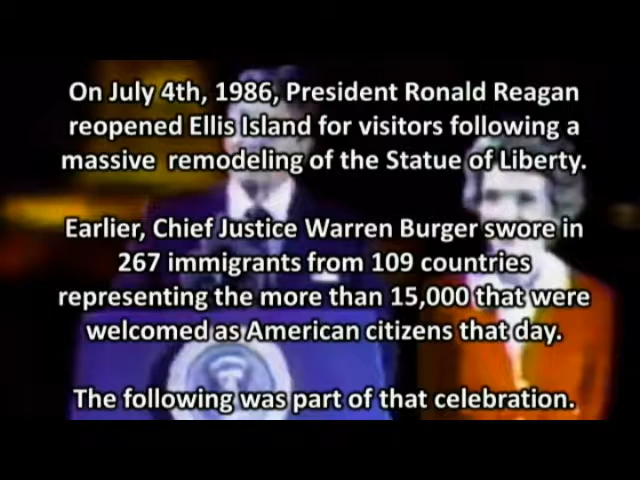 On July 4th, 1986, President Ronald Reagan
reopened Ellis Island for visitors following a
massive remodeling of the Statue of Liberty.
Earlier, Chief Justice Warren Burger swore in
267 immigrants from 109 countries
representing the more than 15,000 that were
welcomed as American citizens that day.
The following was part of that celebration.